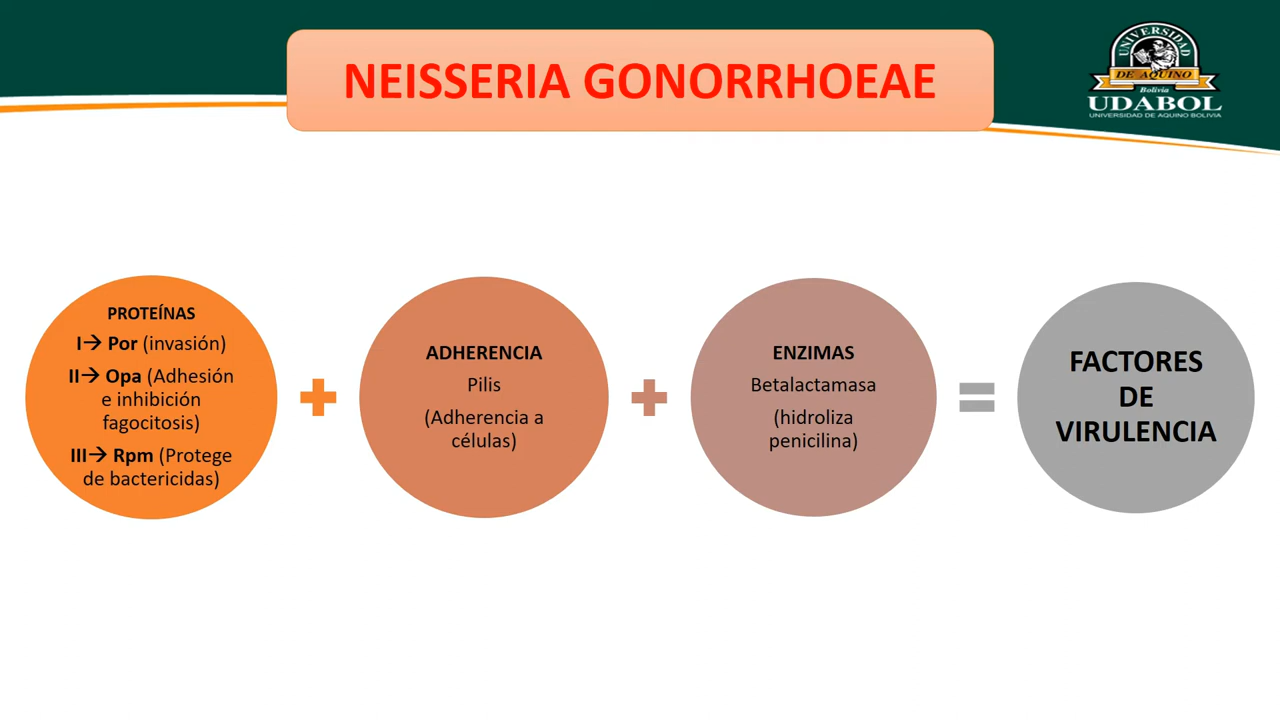 NEISSERIA GONORRHOEAE
UNIVERSIDAD
DE AQUINO
Bolivia
UDABOL
UNIVERSIDAD DE AQUINO BOLIVIA
PROTEÍNAS
I→ Por (invasión)
II→ Opa (Adhesión
e inhibición
fagocitosis)
III→ Rpm (Protege
de bactericidas)
ADHERENCIA
Pilis
(Adherencia a
células)
ENZIMAS
Betalactamasa
(hidroliza
penicilina)
FACTORES
DE
VIRULENCIA